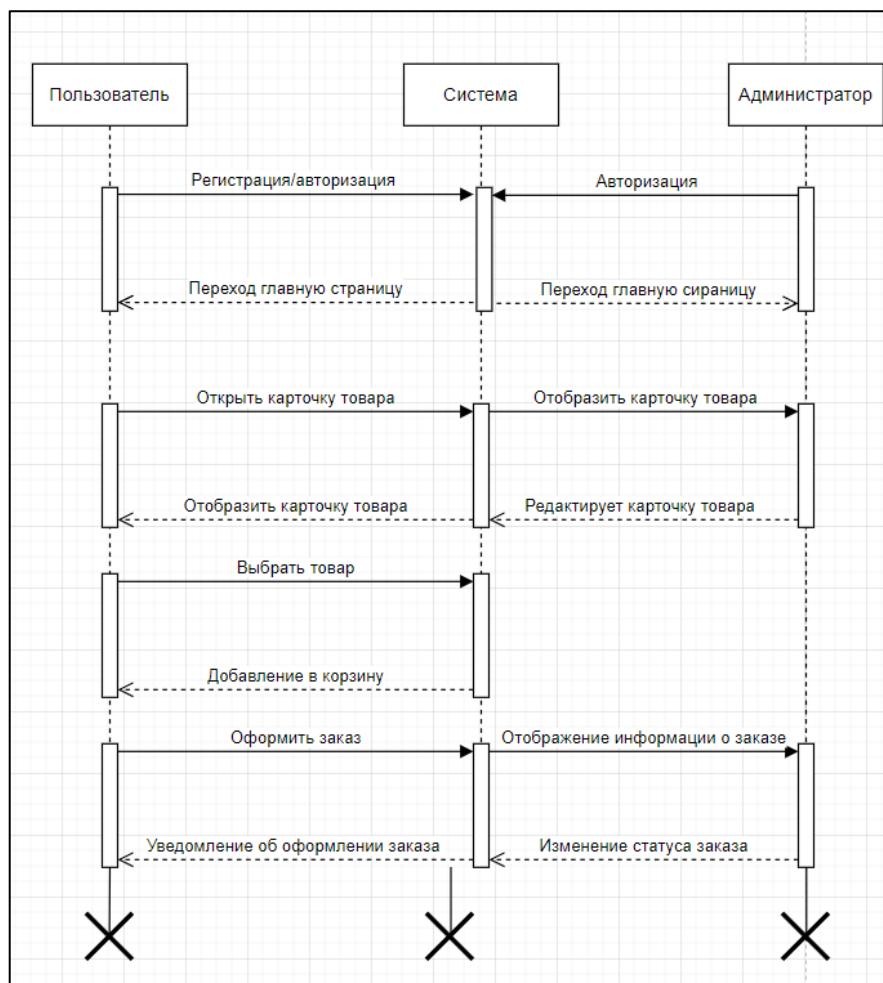 Пользователь
Система
Администратор
Регистрация/авторизация
Авторизация
Переход главную страницу
Переход главную сираницу
Открыть карточку товара
Отобразить карточку товара
Отобразить карточку товара
Редактирует карточку товара
Выбрать товар
Добавление в корзину
Оформить заказ
Отображение информации о заказе
Уведомление об оформлении заказа
Изменение статуса заказа